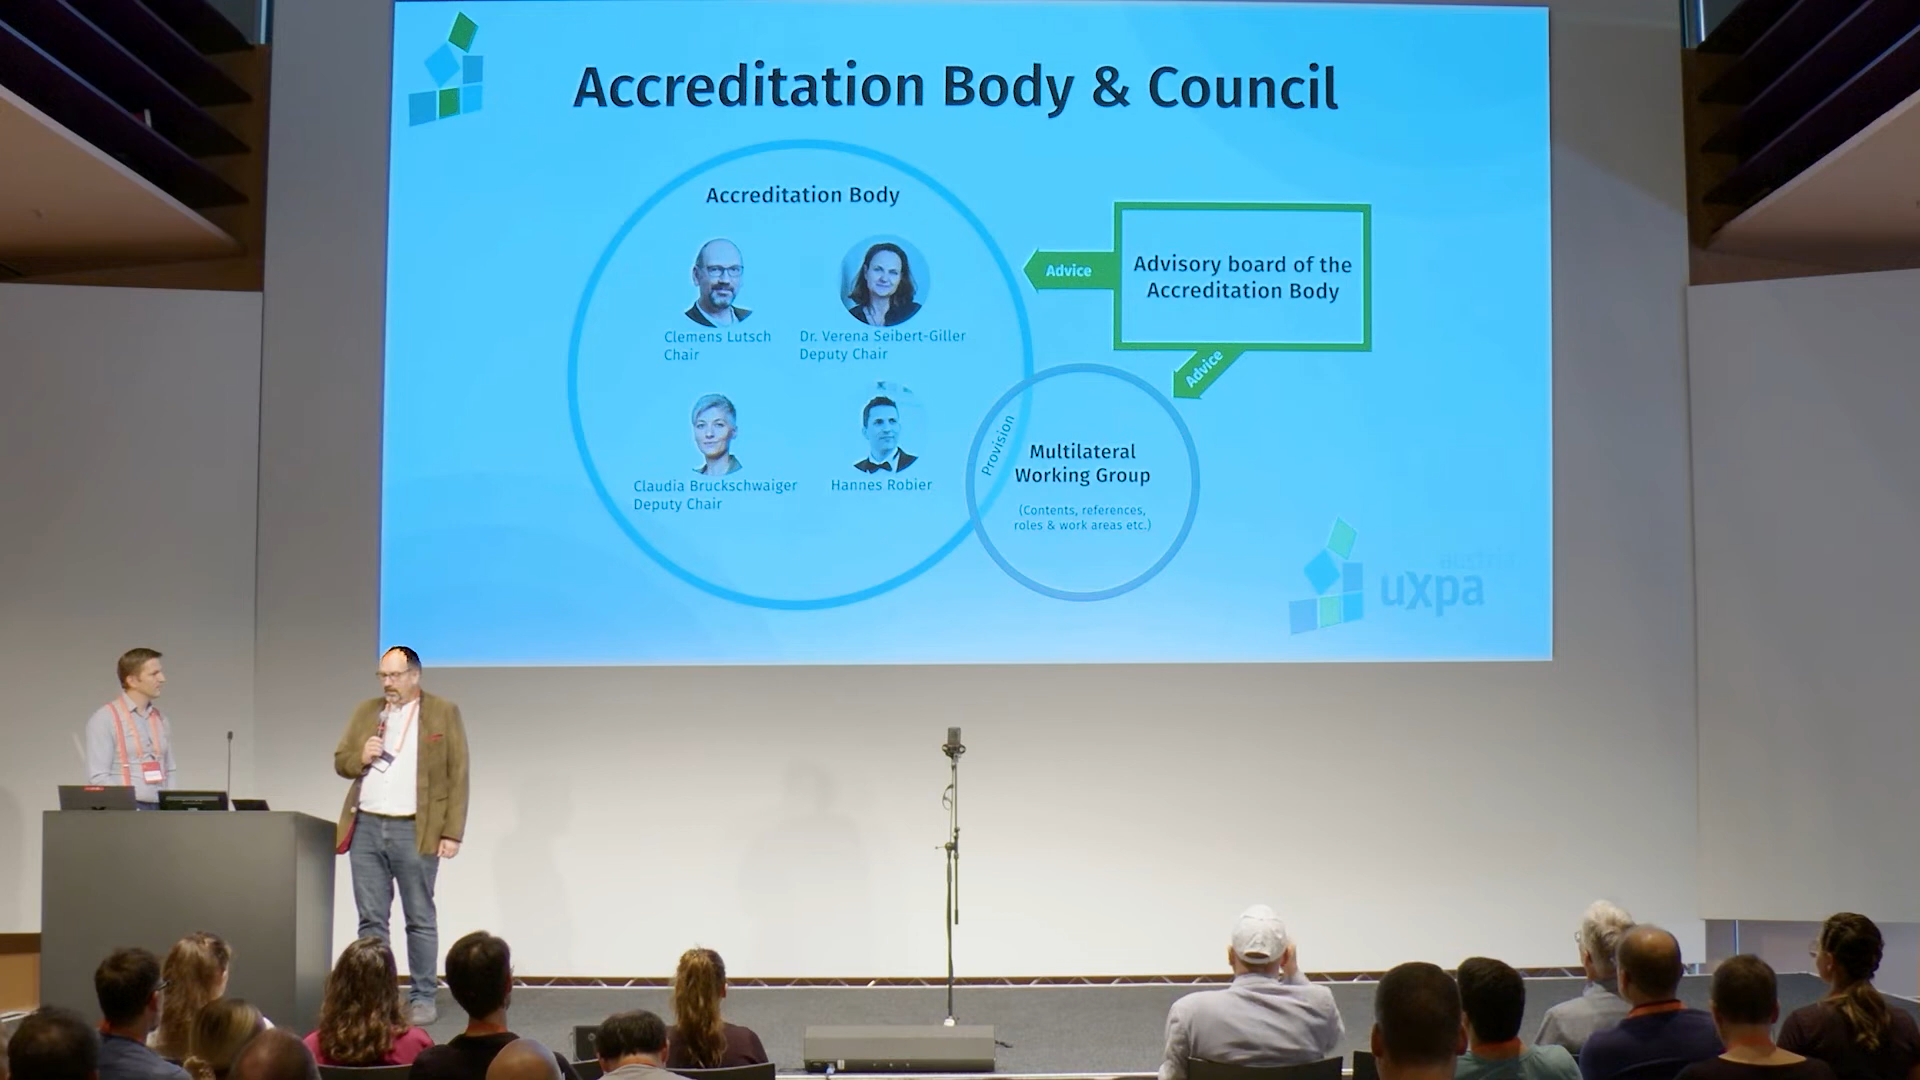 Accreditation Body & Council
Accreditation Body
Clemens Lutsch
Chair
Dr. Verena Seibert-Giller
Deputy Chair
Claudia Bruckschwaiger
Deputy Chair
Hannes Robier
Advice
Advisory board of the
Accreditation Body
Advice
Provision
Multilateral
Working Group
(Contents, references,
roles & work areas etc.)
austria
uxpa